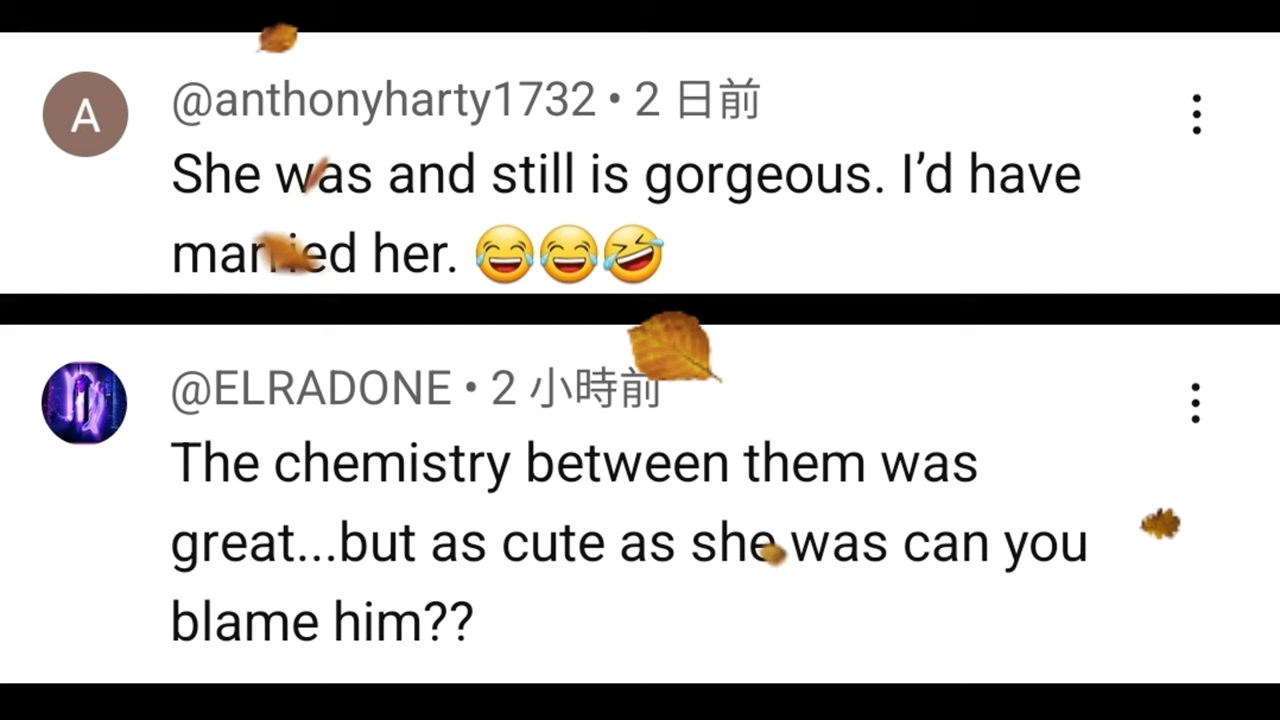 A
@anthonyharty1732 • 2 日前
She was and still is gorgeous. I’d have
married her. 😂😂🤣
@ELRADONE • 2 小時前
The chemistry between them was
great...but as cute as she was can you
blame him??